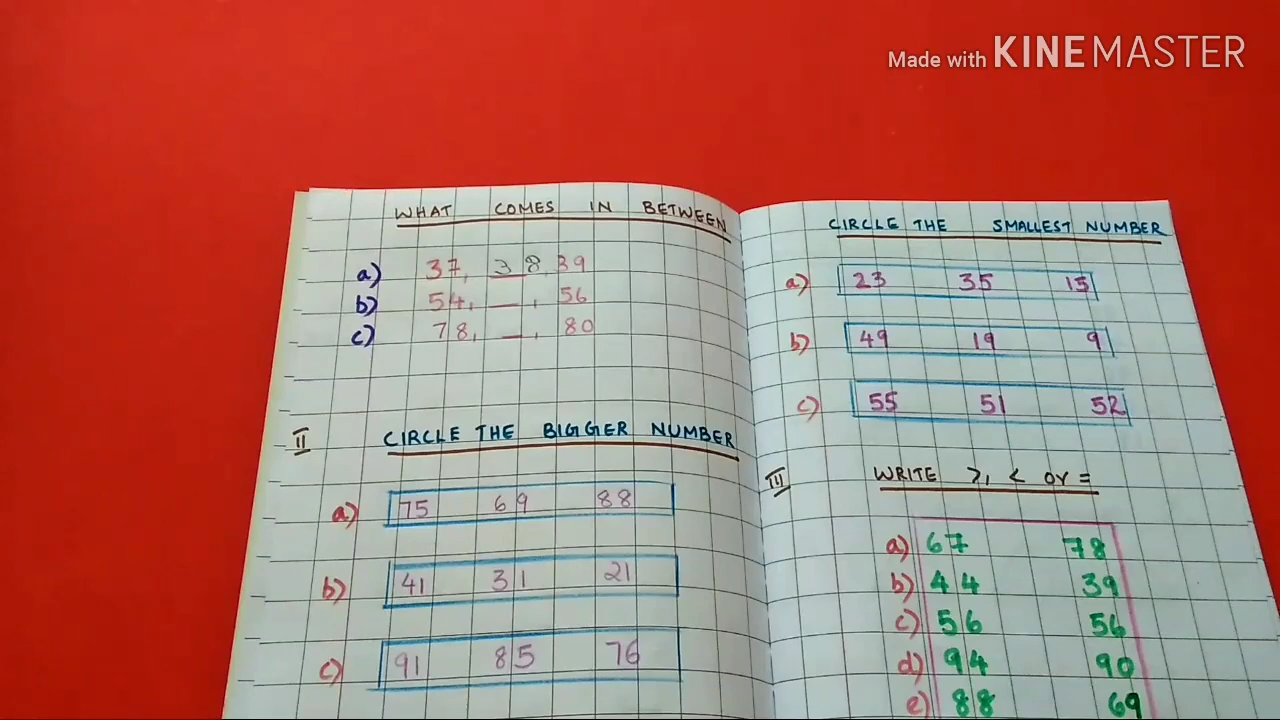 Made with KINEMASTER
WHAT COMES IN BETWEEN
a) 37, 38, 39
b) 54, __, 56
c) 78, __, 80
II CIRCLE THE BIGGER NUMBER
a) 75 69 88
b) 41 31 21
c) 91 85 76
CIRCLE THE SMALLEST NUMBER
a) 23 35 15
b) 49 19 9
c) 55 51 52
III WRITE >, < or =
a) 67 78
b) 44 39
c) 56 56
d) 94 90
e) 88 69